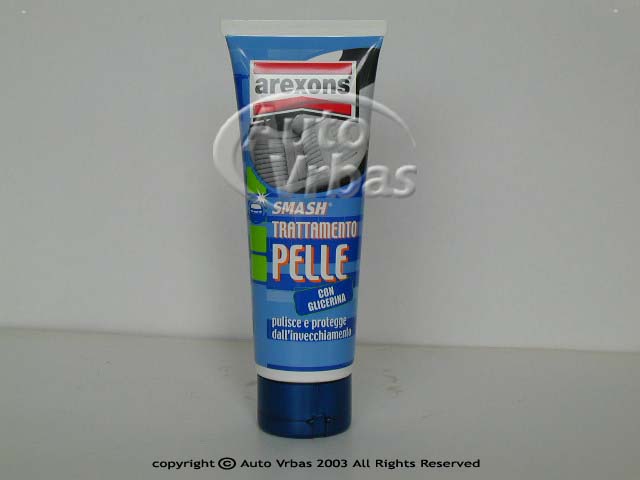 arexons®
Auto
Vrbas
SMASH®
TRATTAMENTO
PELLE
CON
GLICERINA
pulisce e protegge
dall'invecchiamento
copyright © Auto Vrbas 2003 All Rights Reserved